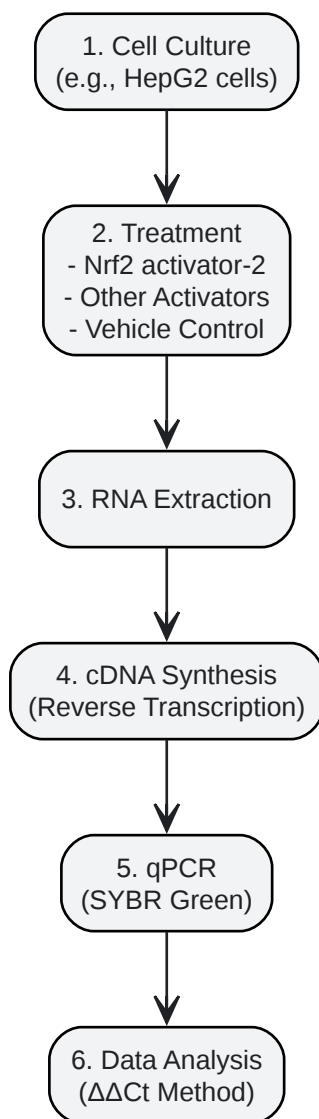 1. Cell Culture
(e.g., HepG2 cells)
2. Treatment
- Nrf2 activator-2
- Other Activators
- Vehicle Control
3. RNA Extraction
4. cDNA Synthesis
(Reverse Transcription)
5. qPCR
(SYBR Green)
6. Data Analysis
(ΔΔCt Method)